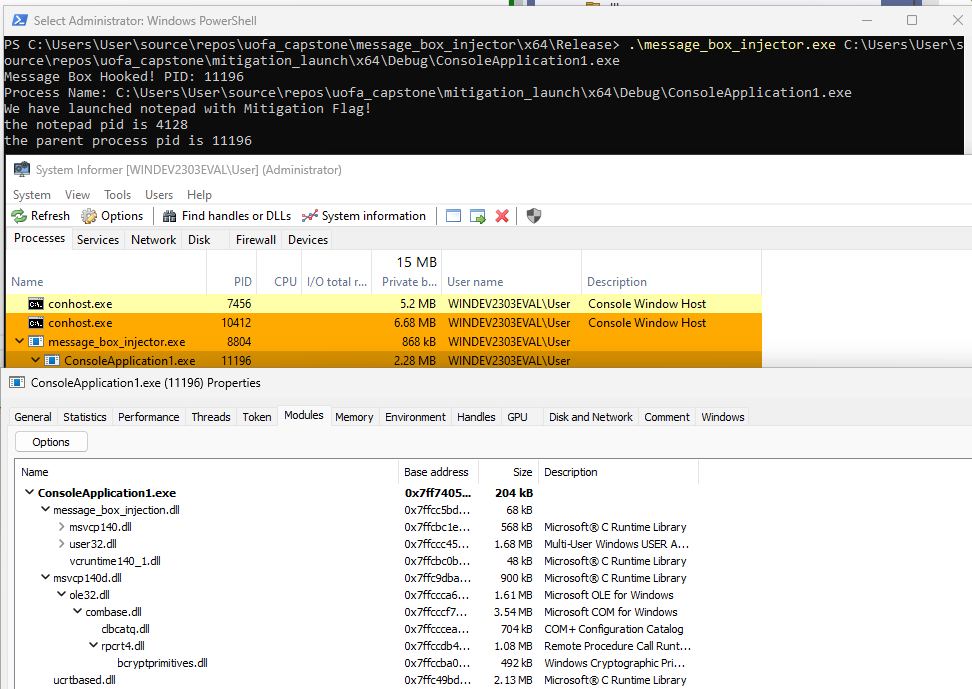 Select Administrator: Windows PowerShell
PS C:\Users\User\source\repos\uofa_capstone\message_box_injector\x64\Release> .\message_box_injector.exe C:\Users\User\s
ource\repos\uofa_capstone\mitigation_launch\x64\Debug\ConsoleApplication1.exe
Message Box Hooked! PID: 11196
Process Name: C:\Users\User\source\repos\uofa_capstone\mitigation_launch\x64\Debug\ConsoleApplication1.exe
We have launched notepad with Mitigation Flag!
the notepad pid is 4128
the parent process pid is 11196
System Informer [WINDEV2303EVAL\User] (Administrator)
System View Tools Users Help
Refresh Options Find handles or DLLs System information
Processes Services Network Disk Firewall Devices
15 MB
Name PID CPU I/O total r... Private b... User name Description
conhost.exe 7456 5.2 MB WINDEV2303EVAL\User Console Window Host
conhost.exe 10412 6.68 MB WINDEV2303EVAL\User Console Window Host
message_box_injector.exe 8804 868 kB WINDEV2303EVAL\User
ConsoleApplication1.exe 11196 2.28 MB WINDEV2303EVAL\User
ConsoleApplication1.exe (11196) Properties
General Statistics Performance Threads Token Modules Memory Environment Handles GPU Disk and Network Comment Windows
Options
Name Base address Size Description
ConsoleApplication1.exe 0x7ff7405... 204 kB
message_box_injection.dll 0x7ffcc5bd... 68 kB
msvcp140.dll 0x7ffcbc1e... 568 kB Microsoft® C Runtime Library
user32.dll 0x7ffccc45... 1.68 MB Multi-User Windows USER A...
vcruntime140_1.dll 0x7ffcbc0b... 48 kB Microsoft® C Runtime Library
msvcp140d.dll 0x7ffc9dba... 900 kB Microsoft® C Runtime Library
ole32.dll 0x7ffccca6... 1.61 MB Microsoft OLE for Windows
combase.dll 0x7ffcccf7... 3.54 MB Microsoft COM for Windows
clbcatq.dll 0x7ffcccea... 704 kB COM+ Configuration Catalog
rpcrt4.dll 0x7ffccdb4... 1.08 MB Remote Procedure Call Runt...
bcryptprimitives.dll 0x7ffccba0... 492 kB Windows Cryptographic Pri...
ucrtbased.dll 0x7ffc49bd... 2.13 MB Microsoft® C Runtime Library